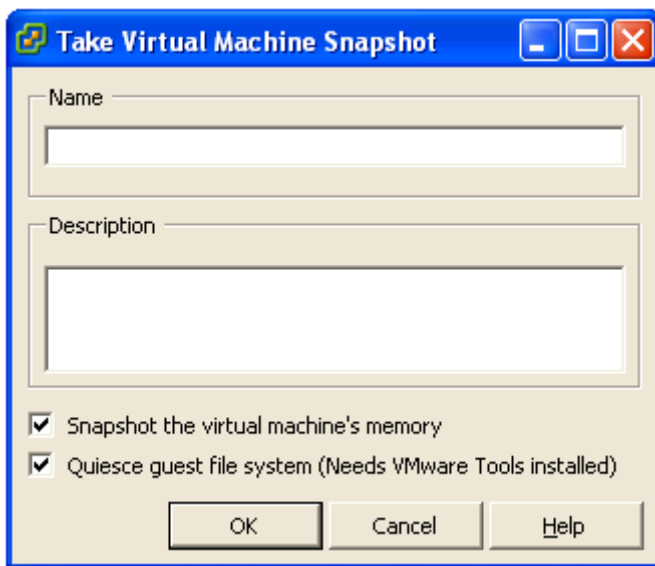 Take Virtual Machine Snapshot
Name
Description
Snapshot the virtual machine's memory
Quiesce guest file system (Needs VMware Tools installed)
OK
Cancel
Help